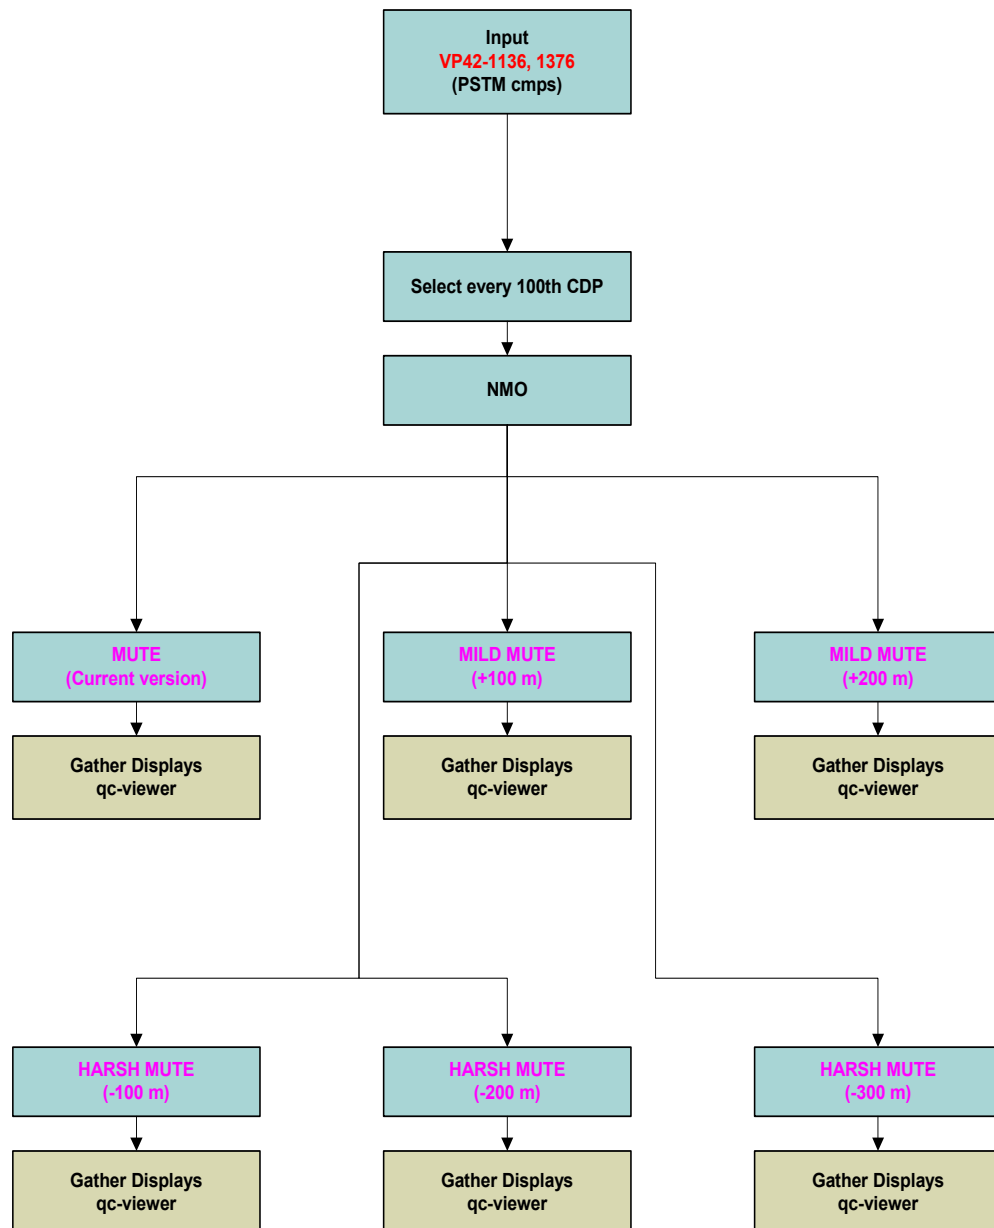 Input
VP42-1136, 1376
(PSTM cmps)
Select every 100th CDP
NMO
MUTE
(Current version)
MILD MUTE
(+100 m)
MILD MUTE
(+200 m)
Gather Displays
qc-viewer
Gather Displays
qc-viewer
Gather Displays
qc-viewer
HARSH MUTE
(-100 m)
HARSH MUTE
(-200 m)
HARSH MUTE
(-300 m)
Gather Displays
qc-viewer
Gather Displays
qc-viewer
Gather Displays
qc-viewer